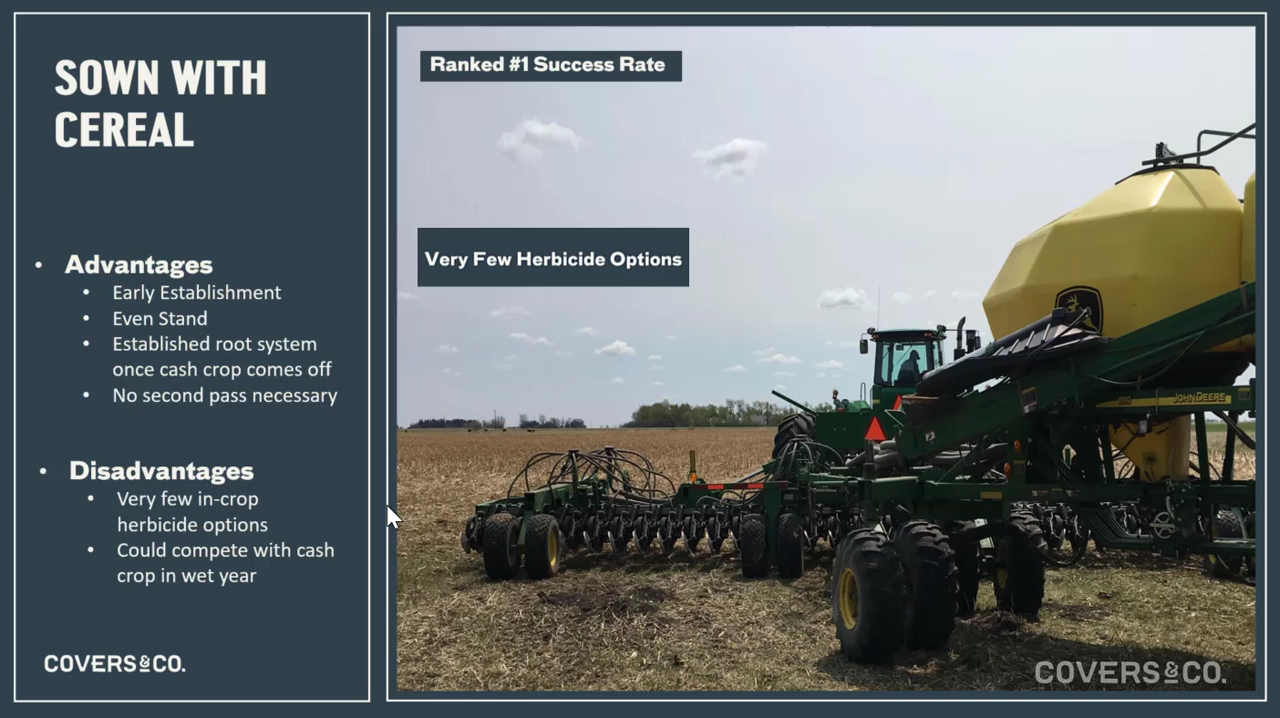 SOWN WITH
CEREAL
• Advantages
• Early Establishment
• Even Stand
• Established root system
once cash crop comes off
• No second pass necessary
• Disadvantages
• Very few in-crop
herbicide options
• Could compete with cash
crop in wet year
COVERS&CO.
Ranked #1 Success Rate
Very Few Herbicide Options
JOHN DEERE
COVERS&CO.